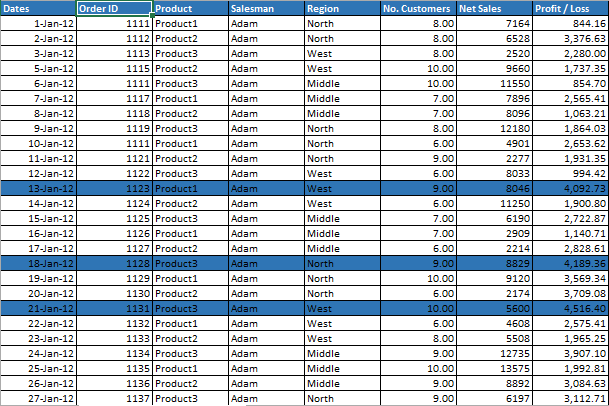 Dates Order ID Product Salesman Region No. Customers Net Sales Profit / Loss
1-Jan-12 1111 Product1 Adam North 8.00 7164 844.16
2-Jan-12 1112 Product2 Adam North 8.00 6528 3,376.63
3-Jan-12 1113 Product3 Adam West 8.00 2520 2,280.00
5-Jan-12 1115 Product2 Adam West 10.00 9660 1,737.35
6-Jan-12 1111 Product3 Adam Middle 10.00 11550 854.70
7-Jan-12 1117 Product1 Adam Middle 7.00 7896 2,565.41
8-Jan-12 1118 Product2 Adam Middle 7.00 8096 1,063.21
9-Jan-12 1119 Product3 Adam North 8.00 12180 1,864.03
10-Jan-12 1111 Product1 Adam North 6.00 4901 2,653.62
11-Jan-12 1121 Product2 Adam North 9.00 2277 1,931.35
12-Jan-12 1122 Product3 Adam West 6.00 8033 994.42
13-Jan-12 1123 Product1 Adam West 9.00 8046 4,092.73
14-Jan-12 1124 Product2 Adam West 6.00 11250 1,900.80
15-Jan-12 1125 Product3 Adam Middle 7.00 6190 2,722.87
16-Jan-12 1126 Product1 Adam Middle 7.00 2909 1,140.71
17-Jan-12 1127 Product2 Adam Middle 6.00 2214 2,828.61
18-Jan-12 1128 Product3 Adam North 9.00 8829 4,189.36
19-Jan-12 1129 Product1 Adam North 10.00 9120 3,569.34
20-Jan-12 1130 Product2 Adam North 6.00 2174 3,709.08
21-Jan-12 1131 Product3 Adam West 10.00 5600 4,516.40
22-Jan-12 1132 Product1 Adam West 6.00 4608 2,575.41
23-Jan-12 1133 Product2 Adam West 8.00 5508 1,965.25
24-Jan-12 1134 Product3 Adam Middle 9.00 12735 3,907.10
25-Jan-12 1135 Product1 Adam Middle 10.00 13575 1,992.81
26-Jan-12 1136 Product2 Adam Middle 9.00 8892 3,084.63
27-Jan-12 1137 Product3 Adam North 9.00 6197 3,112.71